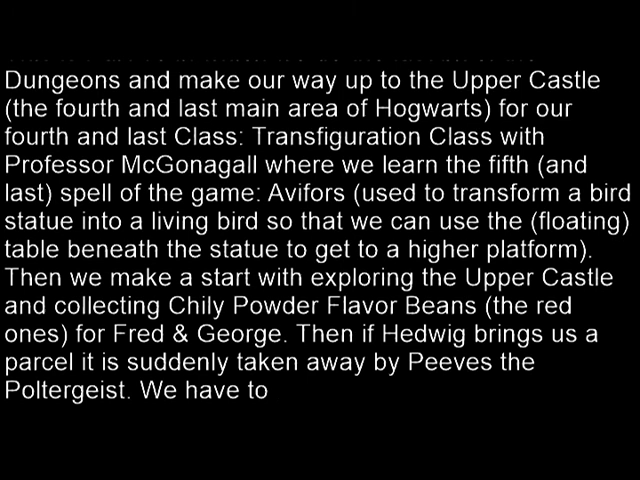 Dungeons and make our way up to the Upper Castle
(the fourth and last main area of Hogwarts) for our
fourth and last Class: Transfiguration Class with
Professor McGonagall where we learn the fifth (and
last) spell of the game: Avifors (used to transform a bird
statue into a living bird so that we can use the (floating)
table beneath the statue to get to a higher platform).
Then we make a start with exploring the Upper Castle
and collecting Chily Powder Flavor Beans (the red
ones) for Fred & George. Then if Hedwig brings us a
parcel it is suddenly taken away by Peeves the
Poltergeist. We have to